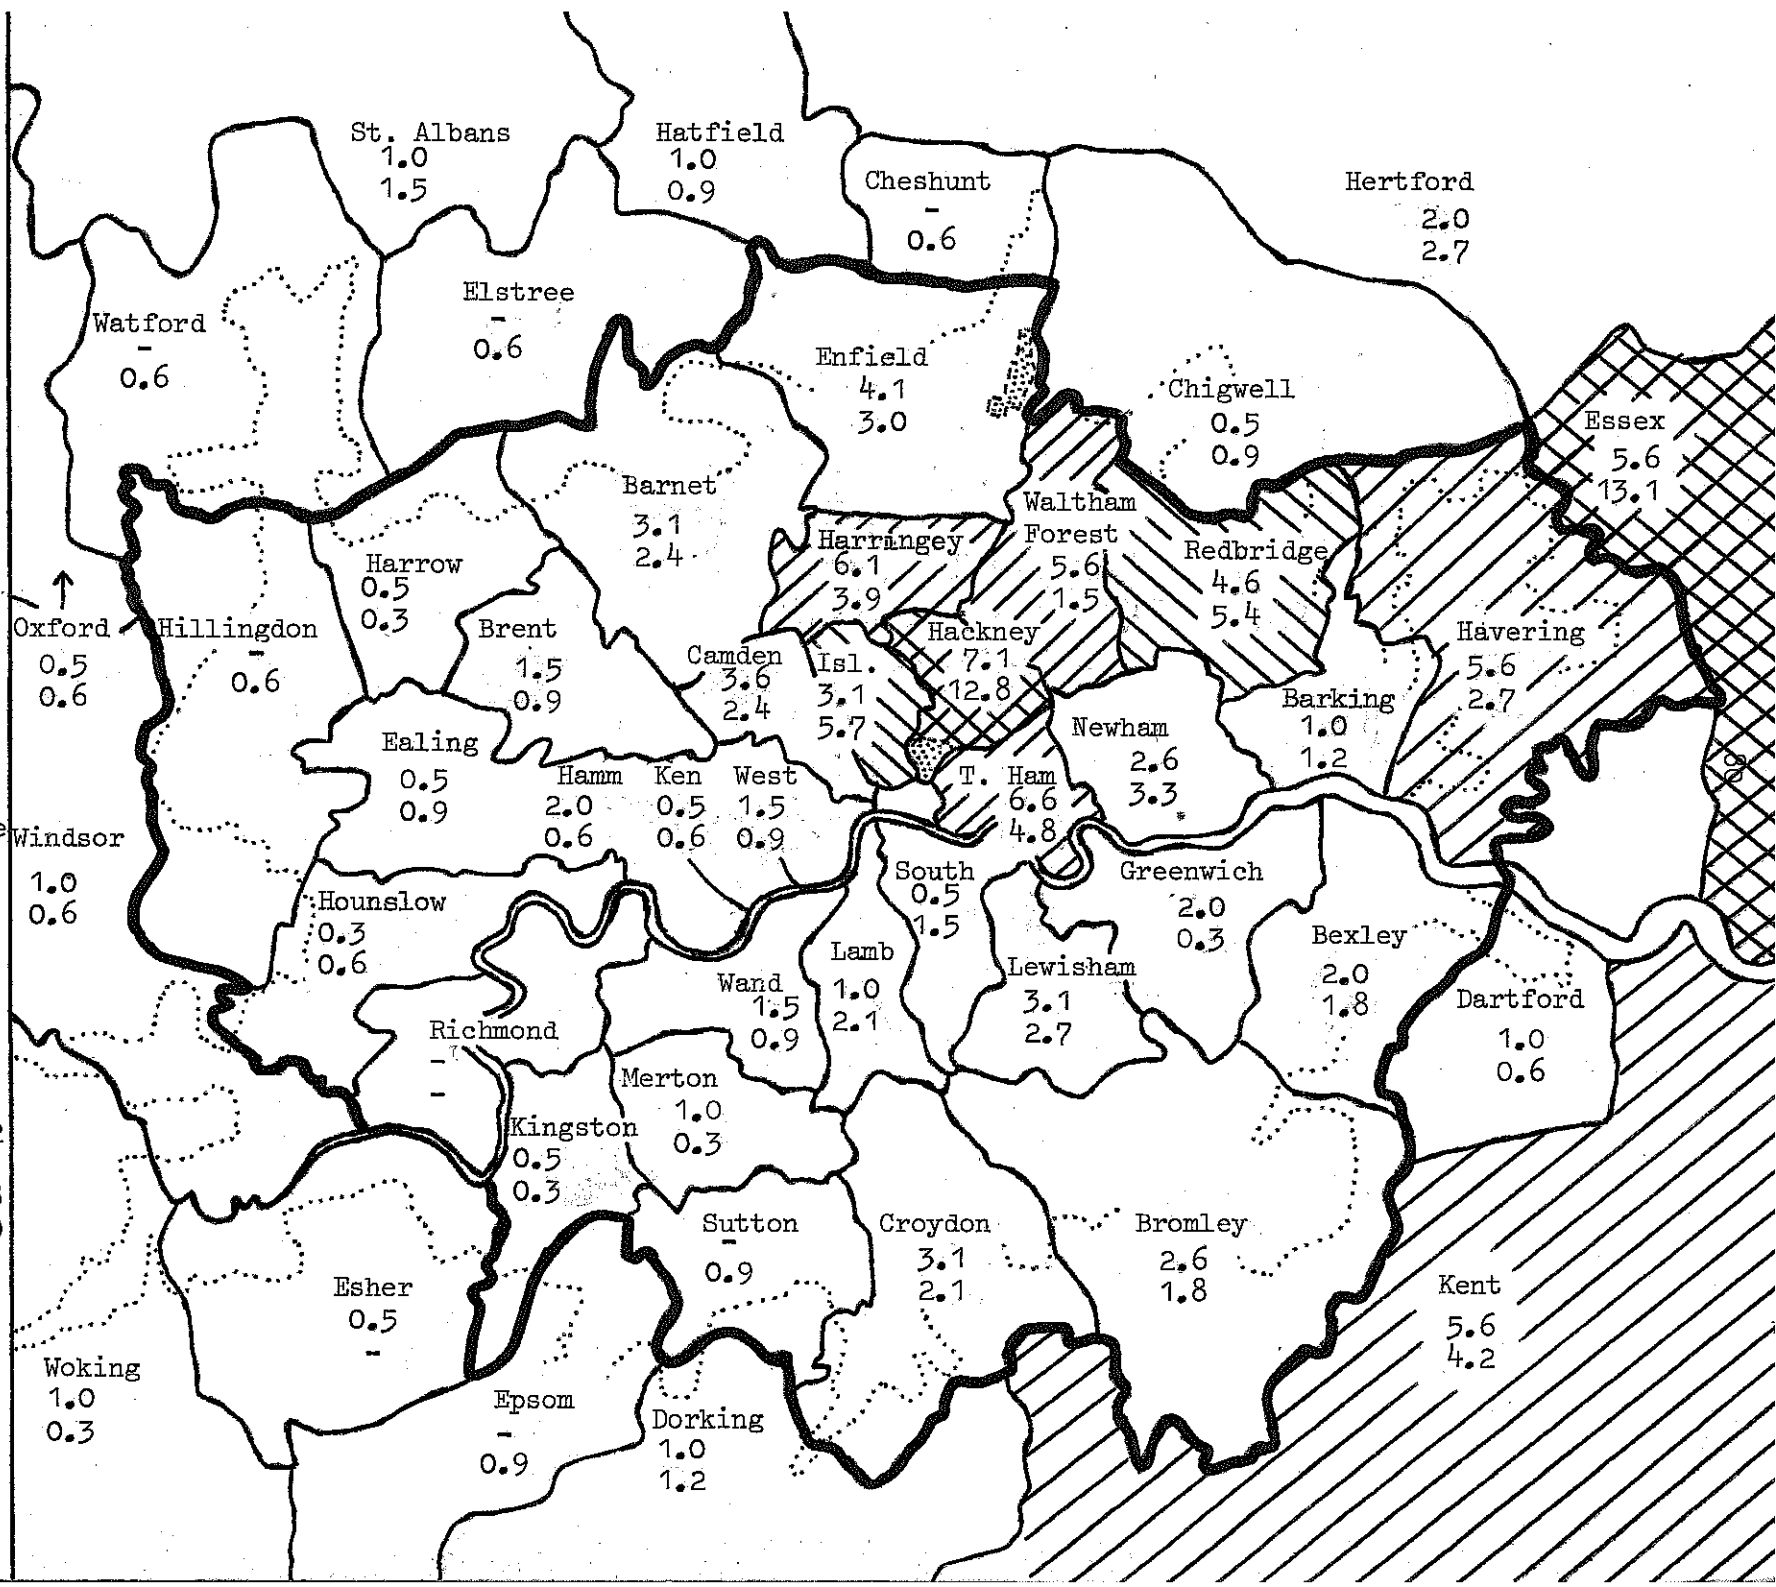 St. Albans
1.0
1.5
Hatfield
1.0
0.9
Cheshunt
-
0.6
Hertford
2.0
2.7
Watford
-
0.6
Elstree
-
0.6
Enfield
4.1
3.0
Chigwell
0.5
0.9
Essex
5.6
13.1
Barnet
3.1
2.4
Harrow
0.5
0.3
Harringey
6.1
3.9
Waltham
Forest
5.6
1.5
Redbridge
4.6
5.4
Havering
5.6
2.7
Oxford
0.5
0.6
Hillingdon
-
0.6
Brent
1.5
0.9
Camden
3.6
2.4
Isl.
3.1
5.7
Hackney
7.1
12.8
Barking
1.0
1.2
Newham
2.6
3.3
Ealing
0.5
0.9
Hamm
2.0
0.6
Ken
0.5
0.6
West
1.5
0.9
T. Ham
6.6
4.8
80
Windsor
1.0
0.6
Hounslow
0.3
0.6
South
0.5
1.5
Greenwich
2.0
0.3
Bexley
2.0
1.8
Dartford
1.0
0.6
Richmond
-
-
Wand
1.5
0.9
Lamb
1.0
2.1
Lewisham
3.1
2.7
Kingston
0.5
0.3
Merton
1.0
0.3
Sutton
-
0.9
Croydon
3.1
2.1
Bromley
2.6
1.8
Kent
5.6
4.2
Esher
0.5
-
Woking
1.0
0.3
Epsom
-
0.9
Dorking
1.0
1.2